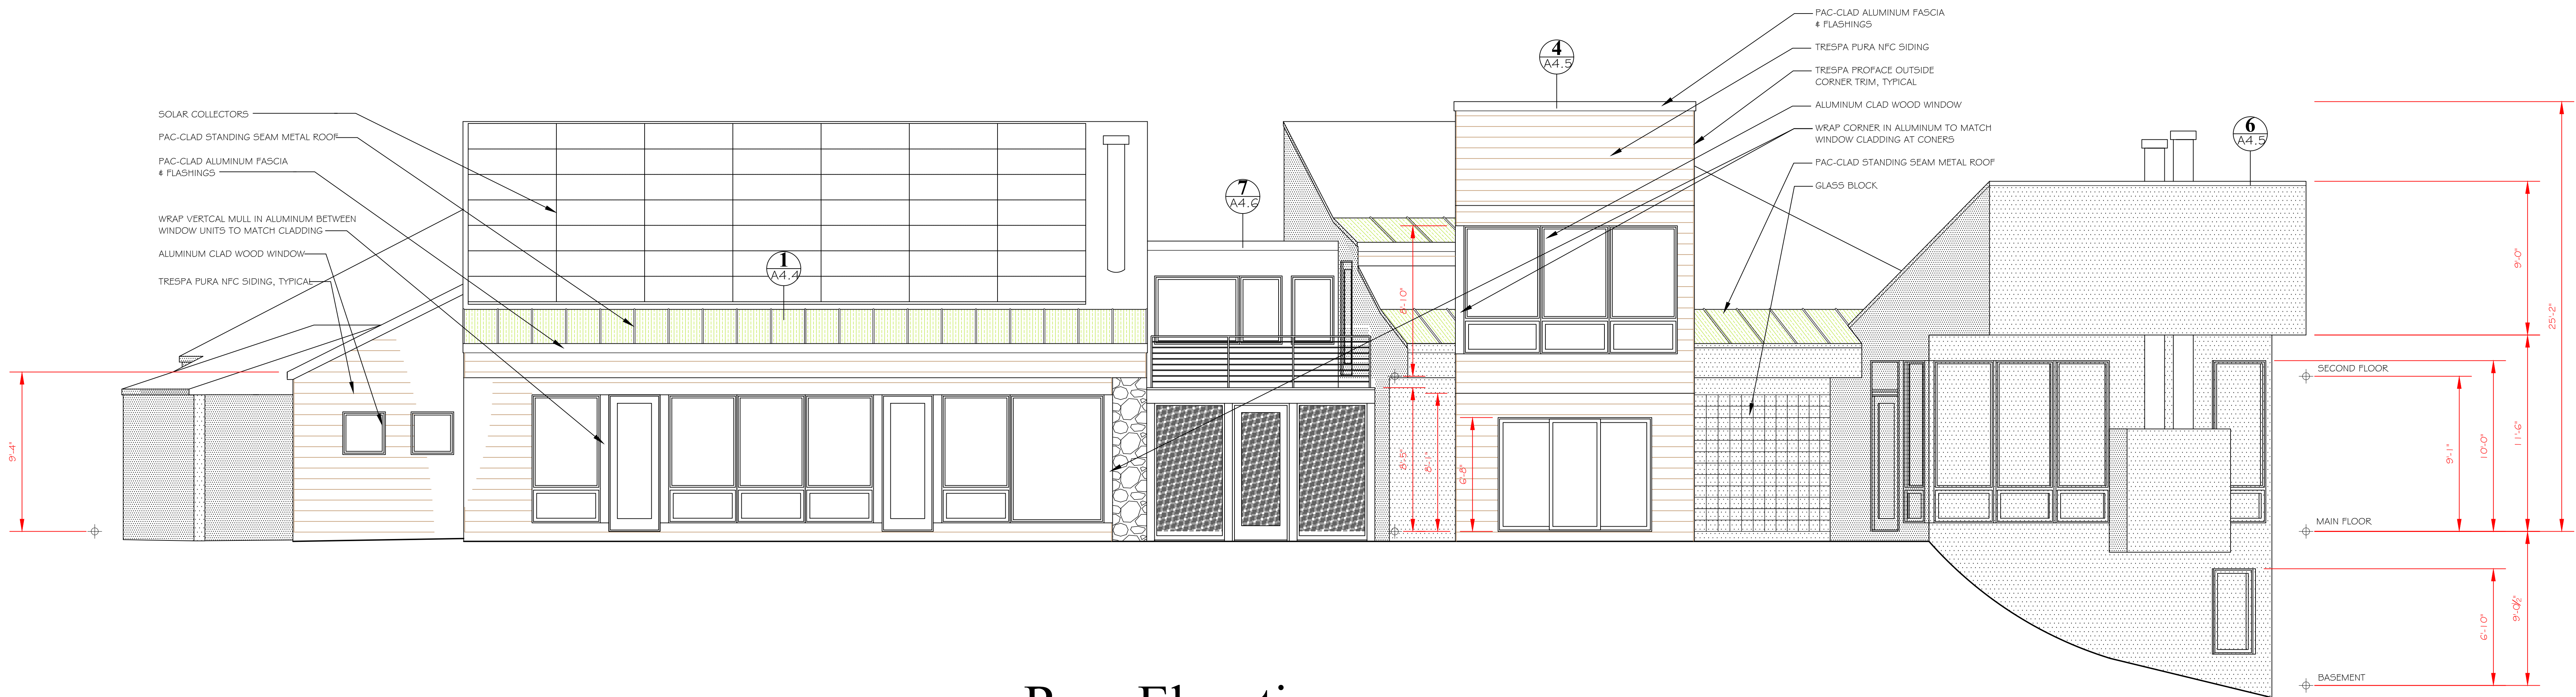 SOLAR COLLECTORS
PAC-CLAD STANDING SEAM METAL ROOF
PAC-CLAD ALUMINUM FASCIA
& FLASHINGS
WRAP VERTCAL MULL IN ALUMINUM BETWEEN
WINDOW UNITS TO MATCH CLADDING
ALUMINUM CLAD WOOD WINDOW
TRESPA PURA NFC SIDING, TYPICAL
9'-4"
1
A4.4
7
A4.6
4
A4.5
6
A4.5
PAC-CLAD ALUMINUM FASCIA
& FLASHINGS
TRESPA PURA NFC SIDING
TRESPA PROFACE OUTSIDE
CORNER TRIM, TYPICAL
ALUMINUM CLAD WOOD WINDOW
WRAP CORNER IN ALUMINUM TO MATCH
WINDOW CLADDING AT CONERS
PAC-CLAD STANDING SEAM METAL ROOF
GLASS BLOCK
8'-10"
8'-5"
8'-1"
6'-8"
9'-0"
25'-2"
SECOND FLOOR
9'-1"
10'-0"
11'-6"
MAIN FLOOR
6'-10"
9'-0½"
BASEMENT